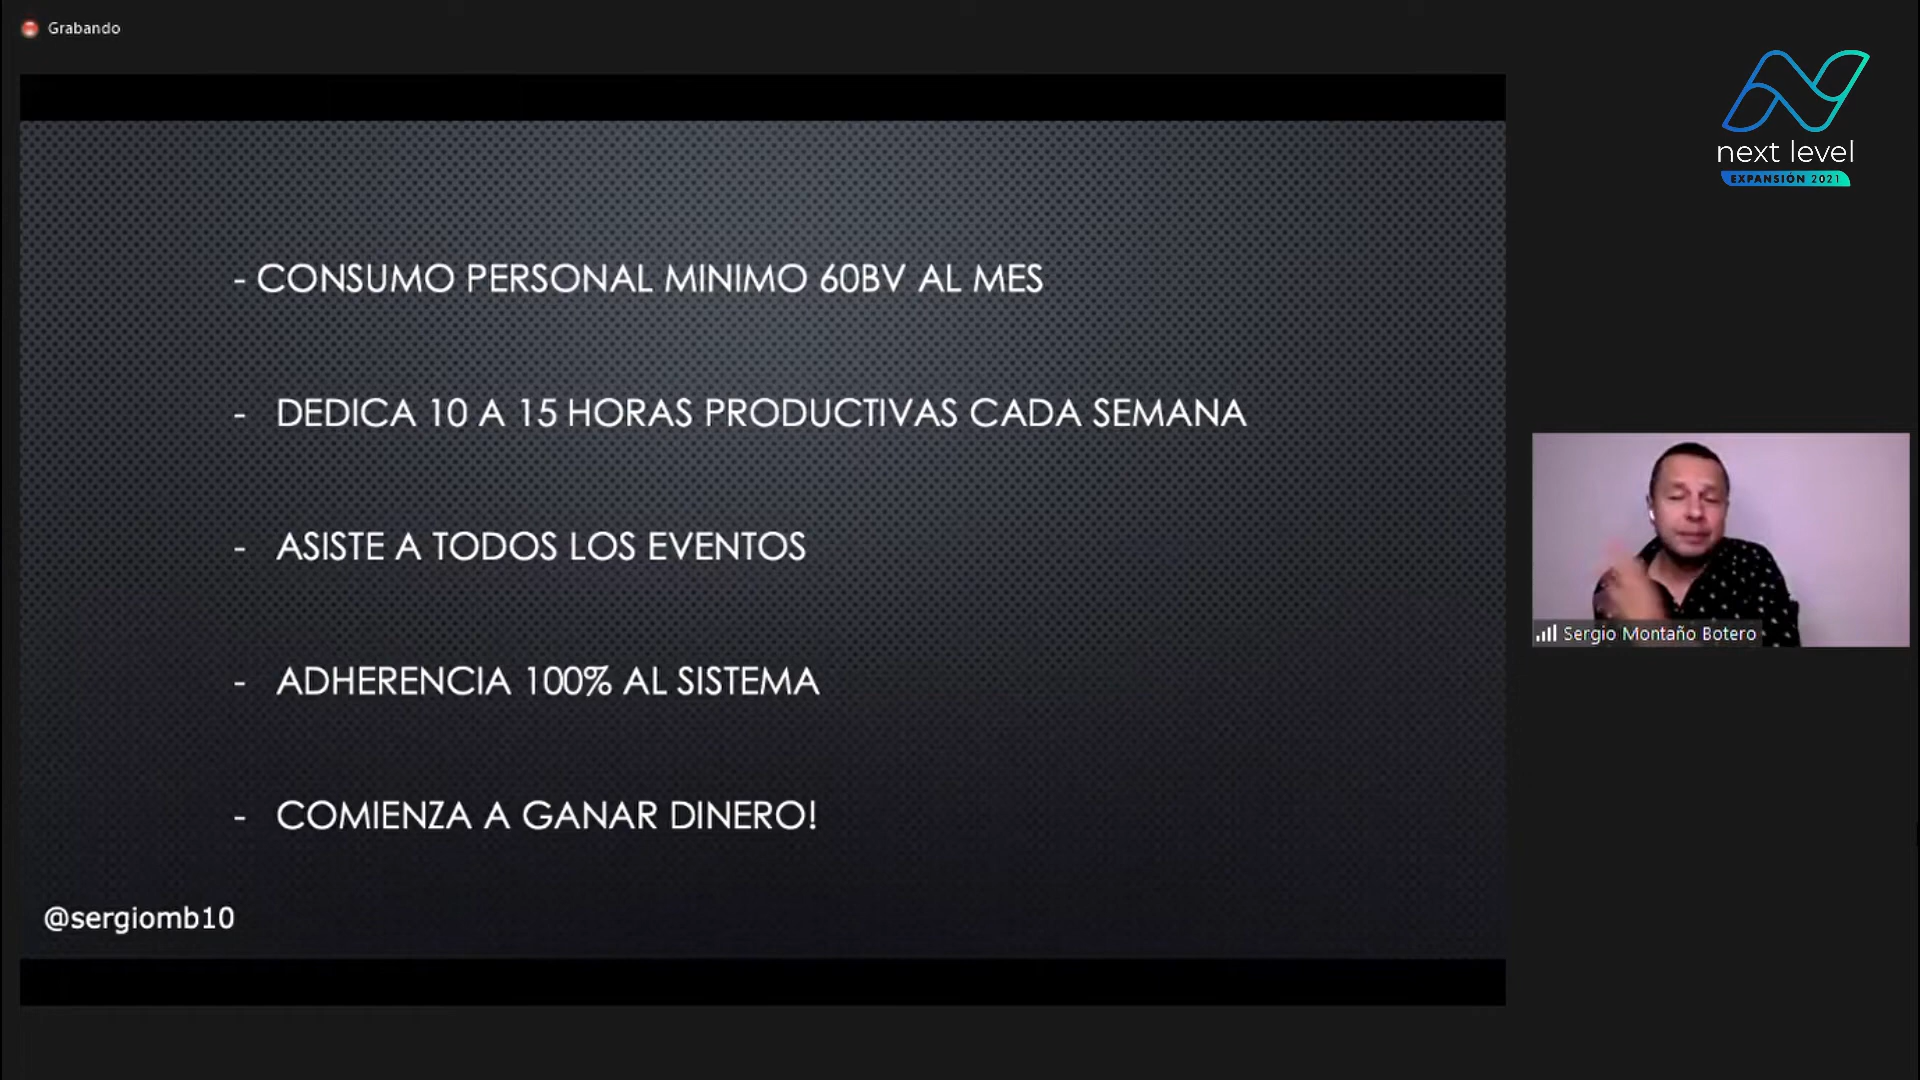 Grabando
next level
EXPANSIÓN 2021
- CONSUMO PERSONAL MINIMO 60BV AL MES
- DEDICA 10 A 15 HORAS PRODUCTIVAS CADA SEMANA
- ASISTE A TODOS LOS EVENTOS
- ADHERENCIA 100% AL SISTEMA
- COMIENZA A GANAR DINERO!
@sergiomb10
Sergio Montaño Botero